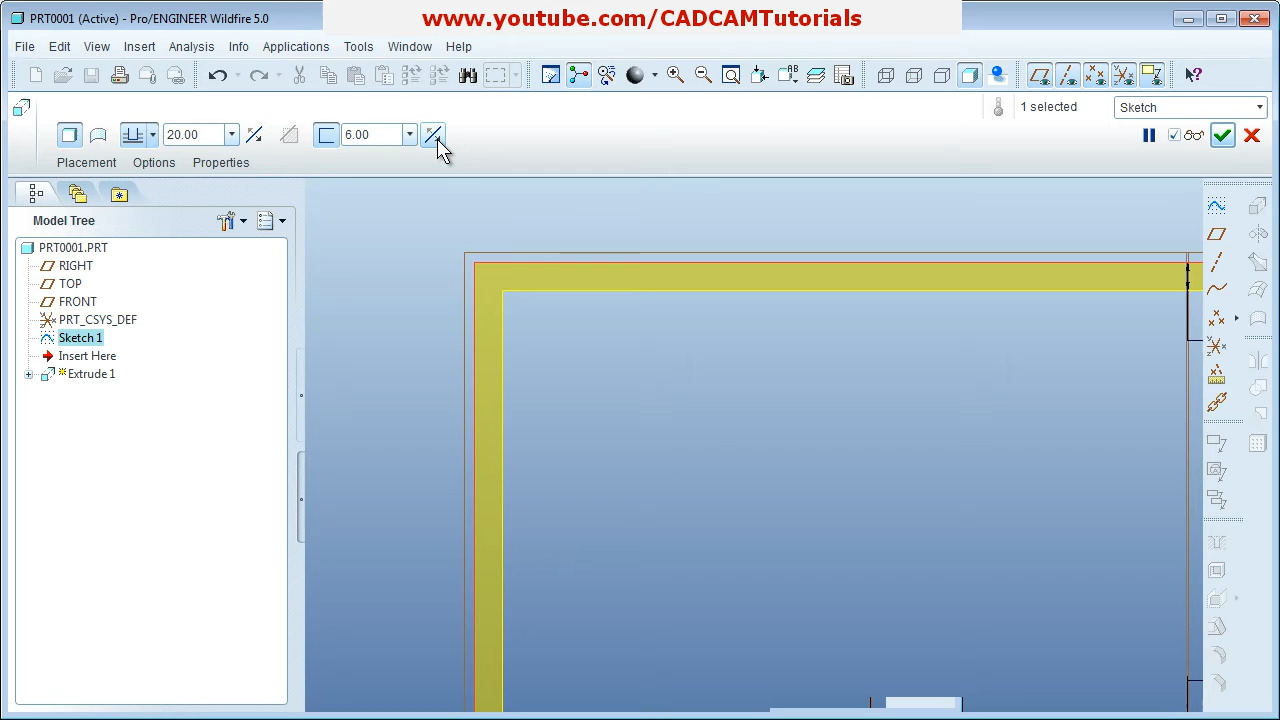 PRT0001 (Active) - Pro/ENGINEER Wildfire 5.0
www.youtube.com/CADCAMTutorials
File Edit View Insert Analysis Info Applications Tools Window Help
1 selected
Sketch
20.00
6.00
Placement Options Properties
Model Tree
PRT0001.PRT
RIGHT
TOP
FRONT
PRT_CSYS_DEF
Sketch 1
Insert Here
Extrude 1